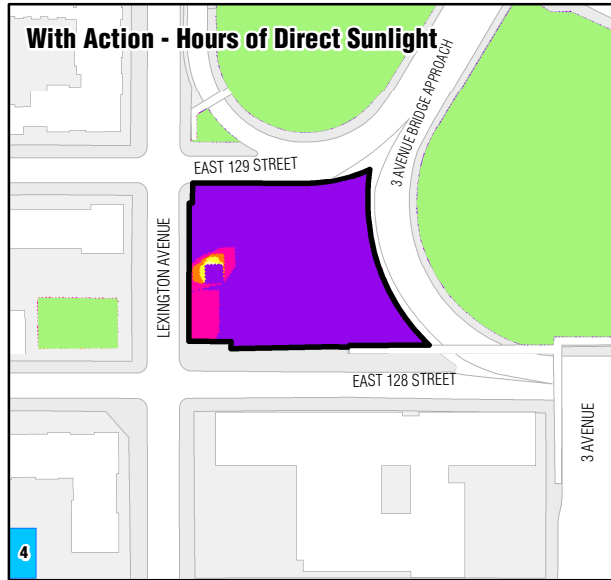 With Action - Hours of Direct Sunlight
3 AVENUE BRIDGE APPROACH
EAST 129 STREET
LEXINGTON AVENUE
EAST 128 STREET
3 AVENUE
4